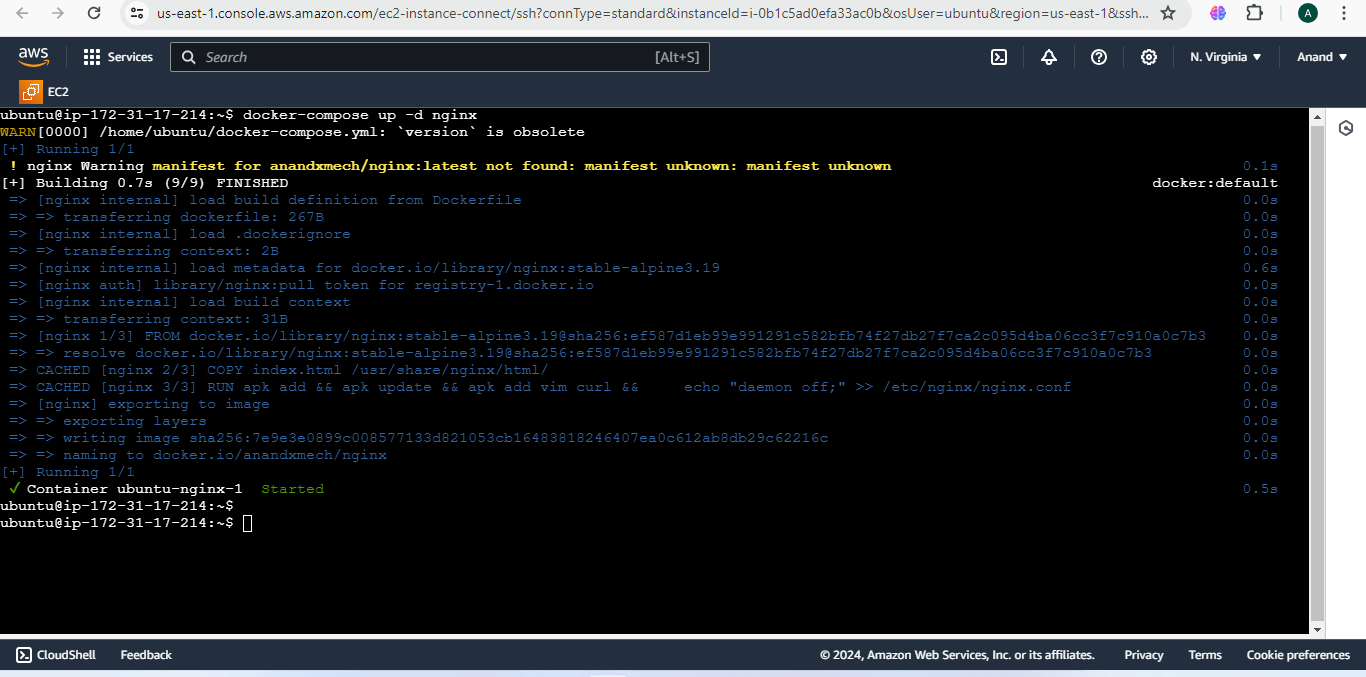 us-east-1.console.aws.amazon.com/ec2-instance-connect/ssh?connType=standard&instanceId=i-0b1c5ad0efa33ac0b&osUser=ubuntu&region=us-east-1&ssh...
A
aws
Services
Search
[Alt+S]
N. Virginia
Anand
EC2
ubuntu@ip-172-31-17-214:~$ docker-compose up -d nginx
WARN[0000] /home/ubuntu/docker-compose.yml: `version` is obsolete
[+] Running 1/1
! nginx Warning manifest for anandxmech/nginx:latest not found: manifest unknown: manifest unknown 0.1s
[+] Building 0.7s (9/9) FINISHED docker:default
=> [nginx internal] load build definition from Dockerfile 0.0s
=> => transferring dockerfile: 267B 0.0s
=> [nginx internal] load .dockerignore 0.0s
=> => transferring context: 2B 0.0s
=> [nginx internal] load metadata for docker.io/library/nginx:stable-alpine3.19 0.6s
=> [nginx auth] library/nginx:pull token for registry-1.docker.io 0.0s
=> [nginx internal] load build context 0.0s
=> => transferring context: 31B 0.0s
=> [nginx 1/3] FROM docker.io/library/nginx:stable-alpine3.19@sha256:ef587d1eb99e991291c582bfb74f27db27f7ca2c095d4ba06cc3f7c910a0c7b3 0.0s
=> => resolve docker.io/library/nginx:stable-alpine3.19@sha256:ef587d1eb99e991291c582bfb74f27db27f7ca2c095d4ba06cc3f7c910a0c7b3 0.0s
=> CACHED [nginx 2/3] COPY index.html /usr/share/nginx/html/ 0.0s
=> CACHED [nginx 3/3] RUN apk add && apk update && apk add vim curl && echo "daemon off;" >> /etc/nginx/nginx.conf 0.0s
=> [nginx] exporting to image 0.0s
=> => exporting layers 0.0s
=> => writing image sha256:7e9e3e0899c008577133d821053cb16483818246407ea0c612ab8db29c62216c 0.0s
=> => naming to docker.io/anandxmech/nginx 0.0s
[+] Running 1/1
✓ Container ubuntu-nginx-1 Started 0.5s
ubuntu@ip-172-31-17-214:~$
ubuntu@ip-172-31-17-214:~$
CloudShell
Feedback
© 2024, Amazon Web Services, Inc. or its affiliates.
Privacy
Terms
Cookie preferences